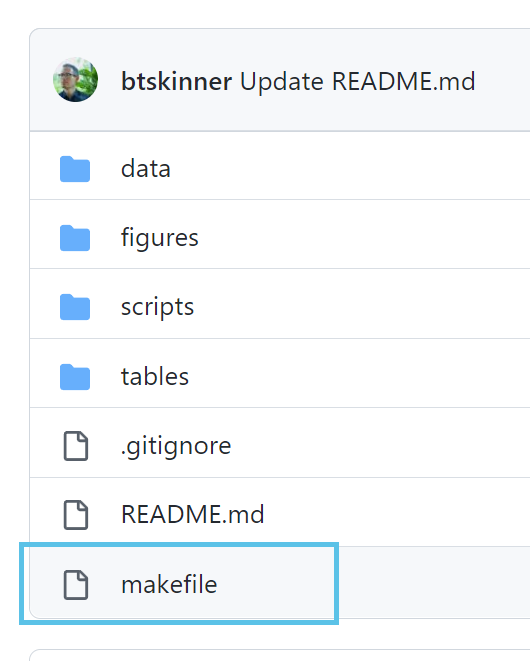 btskinner Update README.md
data
figures
scripts
tables
.gitignore
README.md
makefile